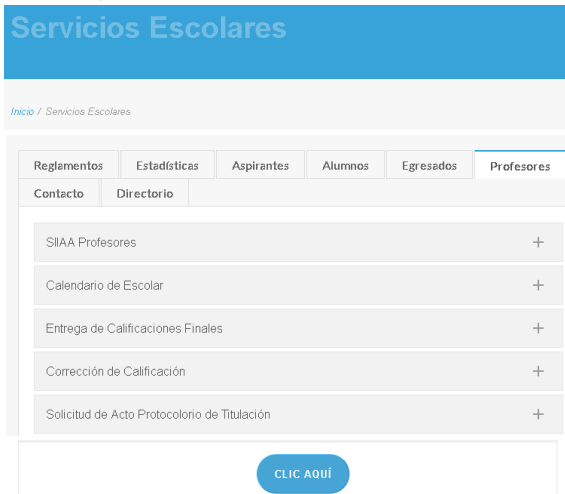 Servicios Escolares
Inicio / Servicios Escolares
Reglamentos Estadísticas Aspirantes Alumnos Egresados Profesores
Contacto Directorio
SIIAA Profesores +
Calendario de Escolar +
Entrega de Calificaciones Finales +
Corrección de Calificación +
Solicitud de Acto Protocolorio de Titulación +
CLIC AQUÍ